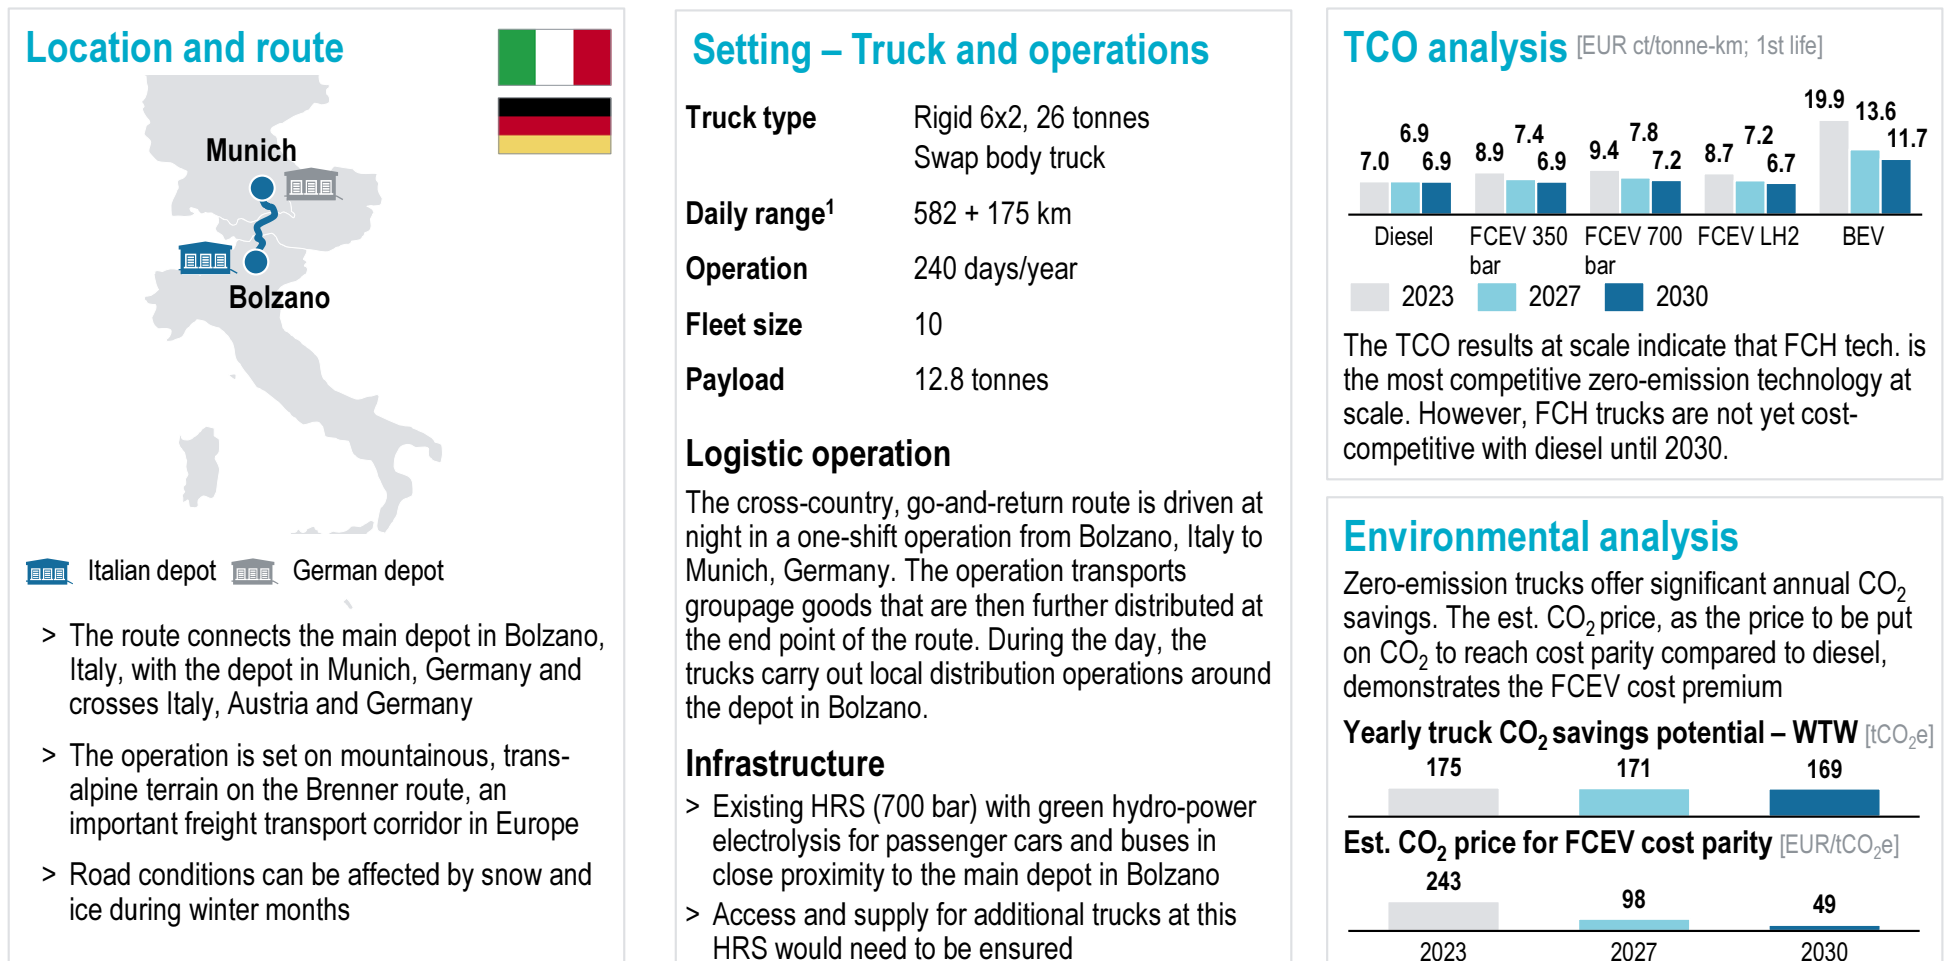 Location and route
Munich
Bolzano
Italian depot German depot
> The route connects the main depot in Bolzano,
Italy, with the depot in Munich, Germany and
crosses Italy, Austria and Germany
> The operation is set on mountainous, trans-
alpine terrain on the Brenner route, an
important freight transport corridor in Europe
> Road conditions can be affected by snow and
ice during winter months
Setting – Truck and operations
Truck type Rigid 6x2, 26 tonnes
Swap body truck
Daily range¹ 582 + 175 km
Operation 240 days/year
Fleet size 10
Payload 12.8 tonnes
Logistic operation
The cross-country, go-and-return route is driven at
night in a one-shift operation from Bolzano, Italy to
Munich, Germany. The operation transports
groupage goods that are then further distributed at
the end point of the route. During the day, the
trucks carry out local distribution operations around
the depot in Bolzano.
Infrastructure
> Existing HRS (700 bar) with green hydro-power
electrolysis for passenger cars and buses in
close proximity to the main depot in Bolzano
> Access and supply for additional trucks at this
HRS would need to be ensured
TCO analysis [EUR ct/tonne-km; 1st life]
7.0 6.9 6.9 8.9 7.4 6.9 9.4 7.8 7.2 8.7 7.2 6.7 19.9 13.6 11.7
Diesel FCEV 350 FCEV 700 FCEV LH2 BEV
bar bar
2023 2027 2030
The TCO results at scale indicate that FCH tech. is
the most competitive zero-emission technology at
scale. However, FCH trucks are not yet cost-
competitive with diesel until 2030.
Environmental analysis
Zero-emission trucks offer significant annual CO₂
savings. The est. CO₂ price, as the price to be put
on CO₂ to reach cost parity compared to diesel,
demonstrates the FCEV cost premium
Yearly truck CO₂ savings potential – WTW [tCO₂e]
175 171 169
Est. CO₂ price for FCEV cost parity [EUR/tCO₂e]
243 98 49
2023 2027 2030